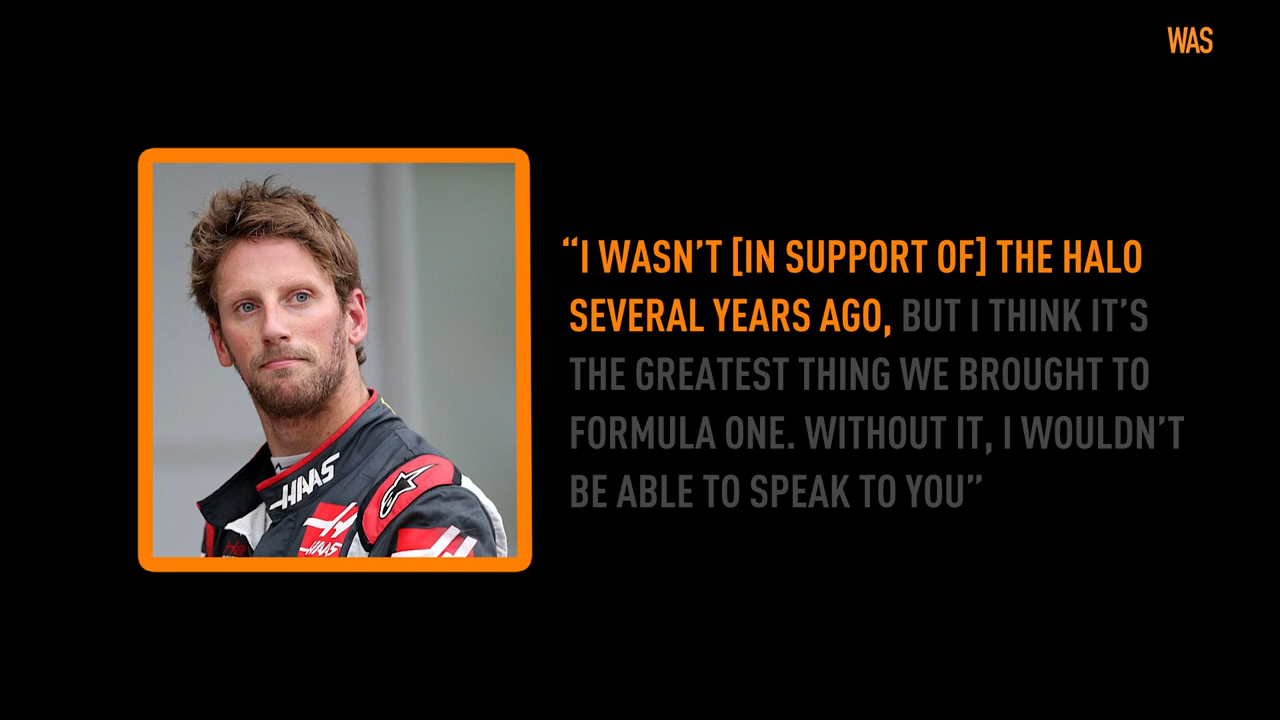 WAS
“I WASN’T [IN SUPPORT OF] THE HALO
SEVERAL YEARS AGO, BUT I THINK IT’S
THE GREATEST THING WE BROUGHT TO
FORMULA ONE. WITHOUT IT, I WOULDN’T
BE ABLE TO SPEAK TO YOU”
HAAS
HAAS
Haas